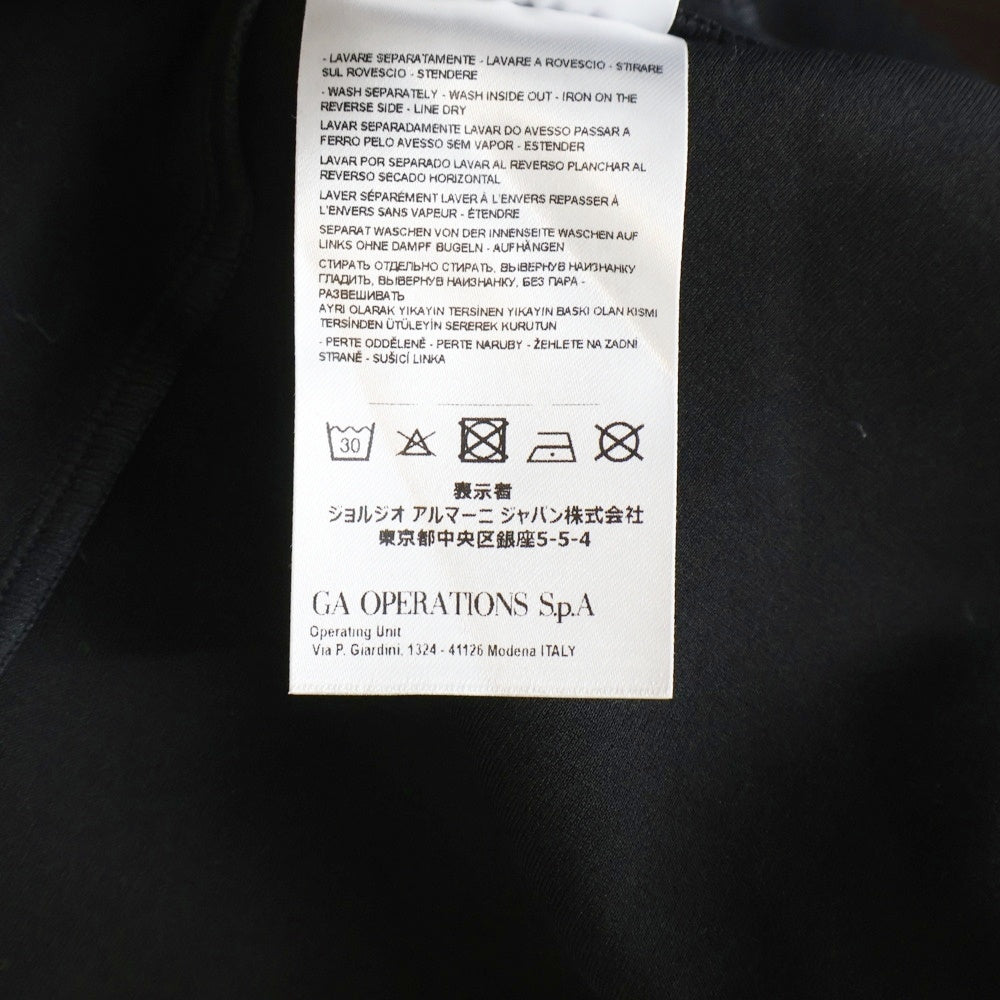 - LAVARE SEPARATAMENTE - LAVARE A ROVESCIO - STIRARE
SUL ROVESCIO - STENDERE
- WASH SEPARATELY - WASH INSIDE OUT - IRON ON THE
REVERSE SIDE - LINE DRY
LAVAR SEPARADAMENTE LAVAR DO AVESSO PASSAR A
FERRO PELO AVESSO SEM VAPOR - ESTENDER
LAVAR POR SEPARADO LAVAR AL REVERSO PLANCHAR AL
REVERSO SECADO HORIZONTAL
LAVER SÉPARÉMENT LAVER À L'ENVERS REPASSER À
L'ENVERS SANS VAPEUR - ÉTENDRE
SEPARAT WASCHEN VON DER INNENSEITE WASCHEN AUF
LINKS OHNE DAMPF BUGELN - AUFHÄNGEN
СТИРАТЬ ОТДЕЛЬНО СТИРАТЬ, ВЫВЕРНУВ НАИЗНАНКУ
ГЛАДИТЬ, ВЫВЕРНУВ НАИЗНАНКУ, БЕЗ ПАРА -
РАЗВЕШИВАТЬ
AYRI OLARAK YIKAYIN TERSİNEN YIKAYIN BASKI OLAN KISMI
TERSİNDEN ÜTÜLEYİN SEREREK KURUTUN
- PERTE ODDĚLENĚ - PERTE NARUBY - ŽEHLETE NA ZADNÍ
STRANĚ - SUŠICÍ LINKA
30
表示者
ジョルジオ アルマーニ ジャパン株式会社
東京都中央区銀座5-5-4
GA OPERATIONS S.p.A
Operating Unit
Via P. Giardini, 1324 - 41126 Modena ITALY